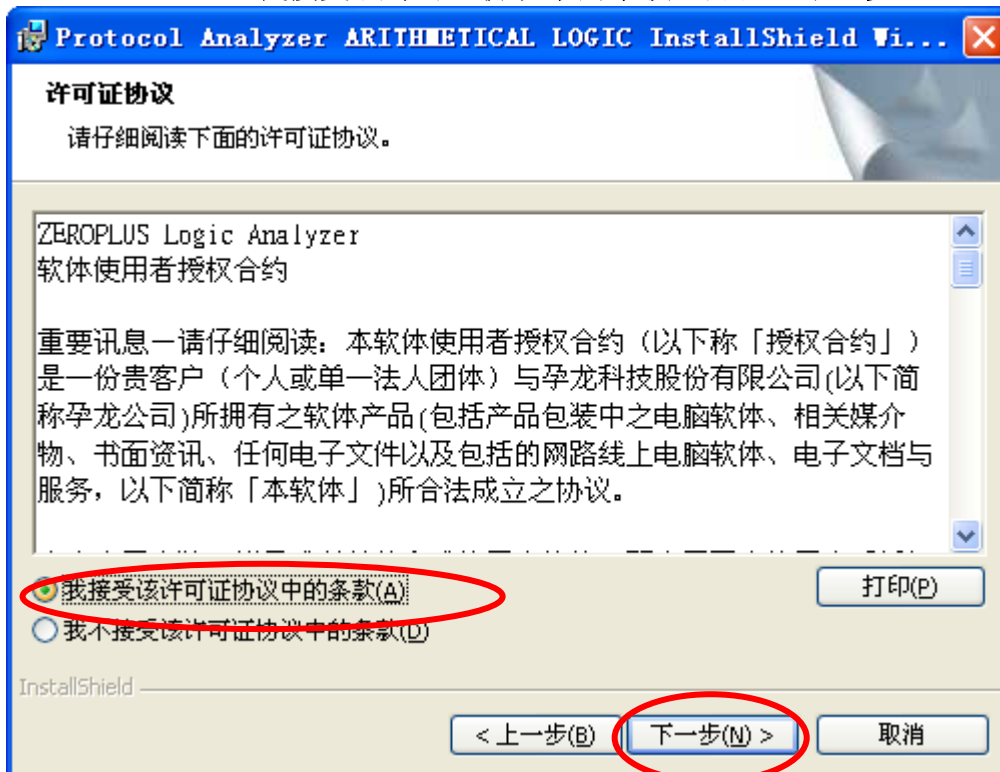 Protocol Analyzer ARITHMETICAL LOGIC InstallShield Wi...
许可证协议
请仔细阅读下面的许可证协议。
ZEROPLUS Logic Analyzer
软体使用者授权合约
重要讯息－请仔细阅读：本软体使用者授权合约（以下称「授权合约」）
是一份贵客户（个人或单一法人团体）与孕龙科技股份有限公司(以下简
称孕龙公司)所拥有之软体产品(包括产品包装中之电脑软体、相关媒介
物、书面资讯、任何电子文件以及包括的网路线上电脑软体、电子文档与
服务，以下简称「本软体」)所合法成立之协议。
我接受该许可证协议中的条款(A)
打印(P)
我不接受该许可证协议中的条款(D)
InstallShield
< 上一步(B)
下一步(N) >
取消